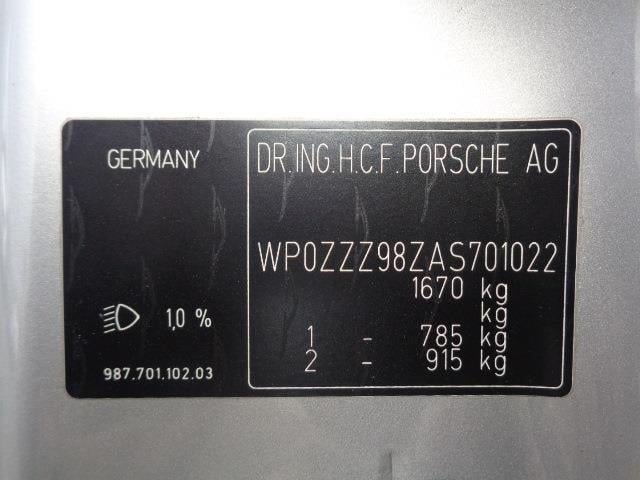 GERMANY
DR.ING.H.C.F.PORSCHE AG
WP0ZZZ98ZAS701022
1670 kg
kg
1,0 %
1 - 785 kg
2 - 915 kg
987.701.102.03